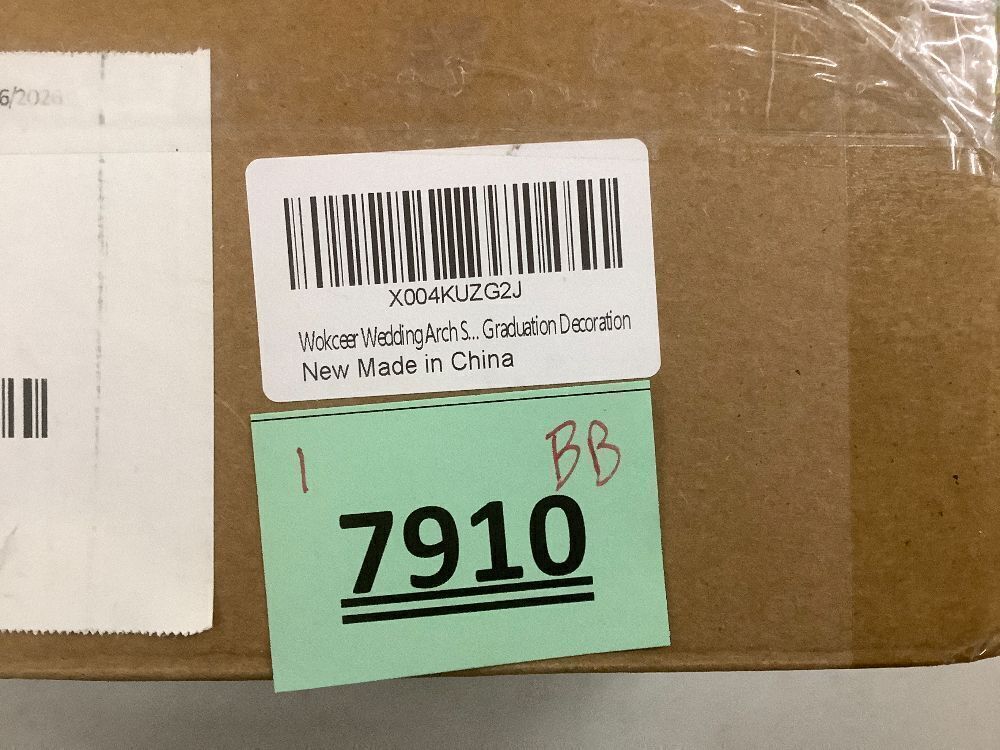 6/2026
X004KUZG2J
Wokceer Wedding Arch S... Graduation Decoration
New Made in China
1 BB
7910